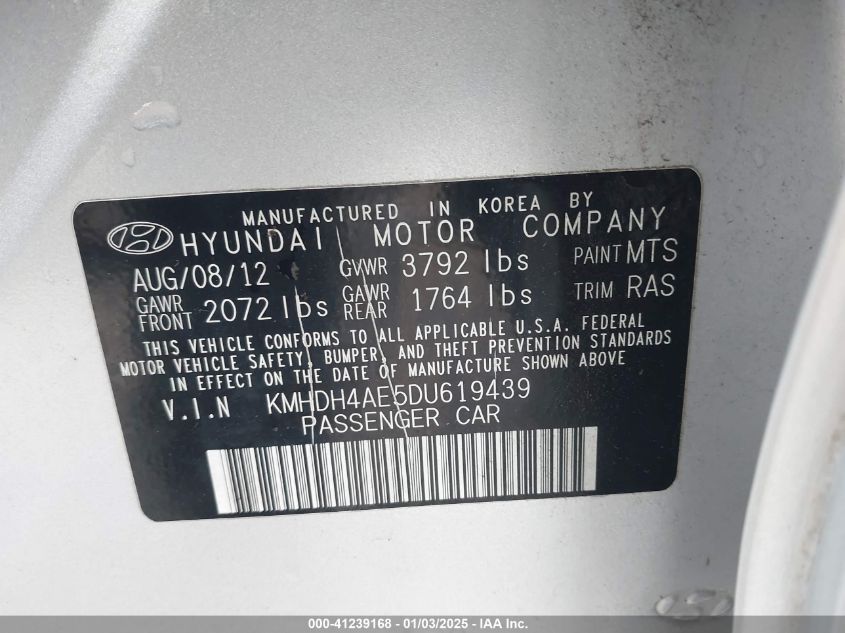 MANUFACTURED IN KOREA BY
HYUNDAI MOTOR COMPANY
AUG/08/12 GVWR 3792 lbs PAINT MTS
GAWR FRONT 2072 lbs GAWR REAR 1764 lbs TRIM RAS
THIS VEHICLE CONFORMS TO ALL APPLICABLE U.S.A. FEDERAL
MOTOR VEHICLE SAFETY, BUMPER, AND THEFT PREVENTION STANDARDS
IN EFFECT ON THE DATE OF MANUFACTURE SHOWN ABOVE
V.I.N KMHDH4AE5DU619439
PASSENGER CAR
000-41239168 - 01/03/2025 - IAA Inc.